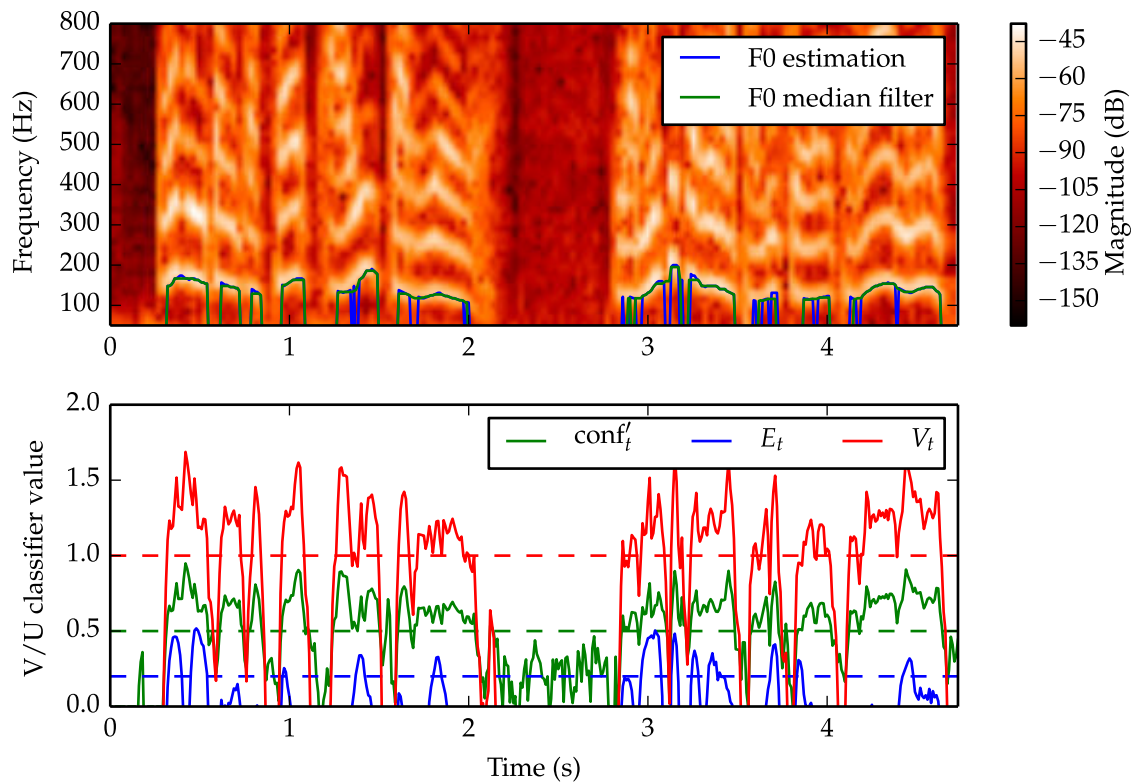 800
700
600
500
400
300
200
100
Frequency (Hz)
F0 estimation
F0 median filter
0 1 2 3 4
−45
−60
−75
−90
−105
−120
−135
−150
Magnitude (dB)
2.0
1.5
1.0
0.5
0.0
V/U classifier value
conf′t Et Vt
0 1 2 3 4
Time (s)